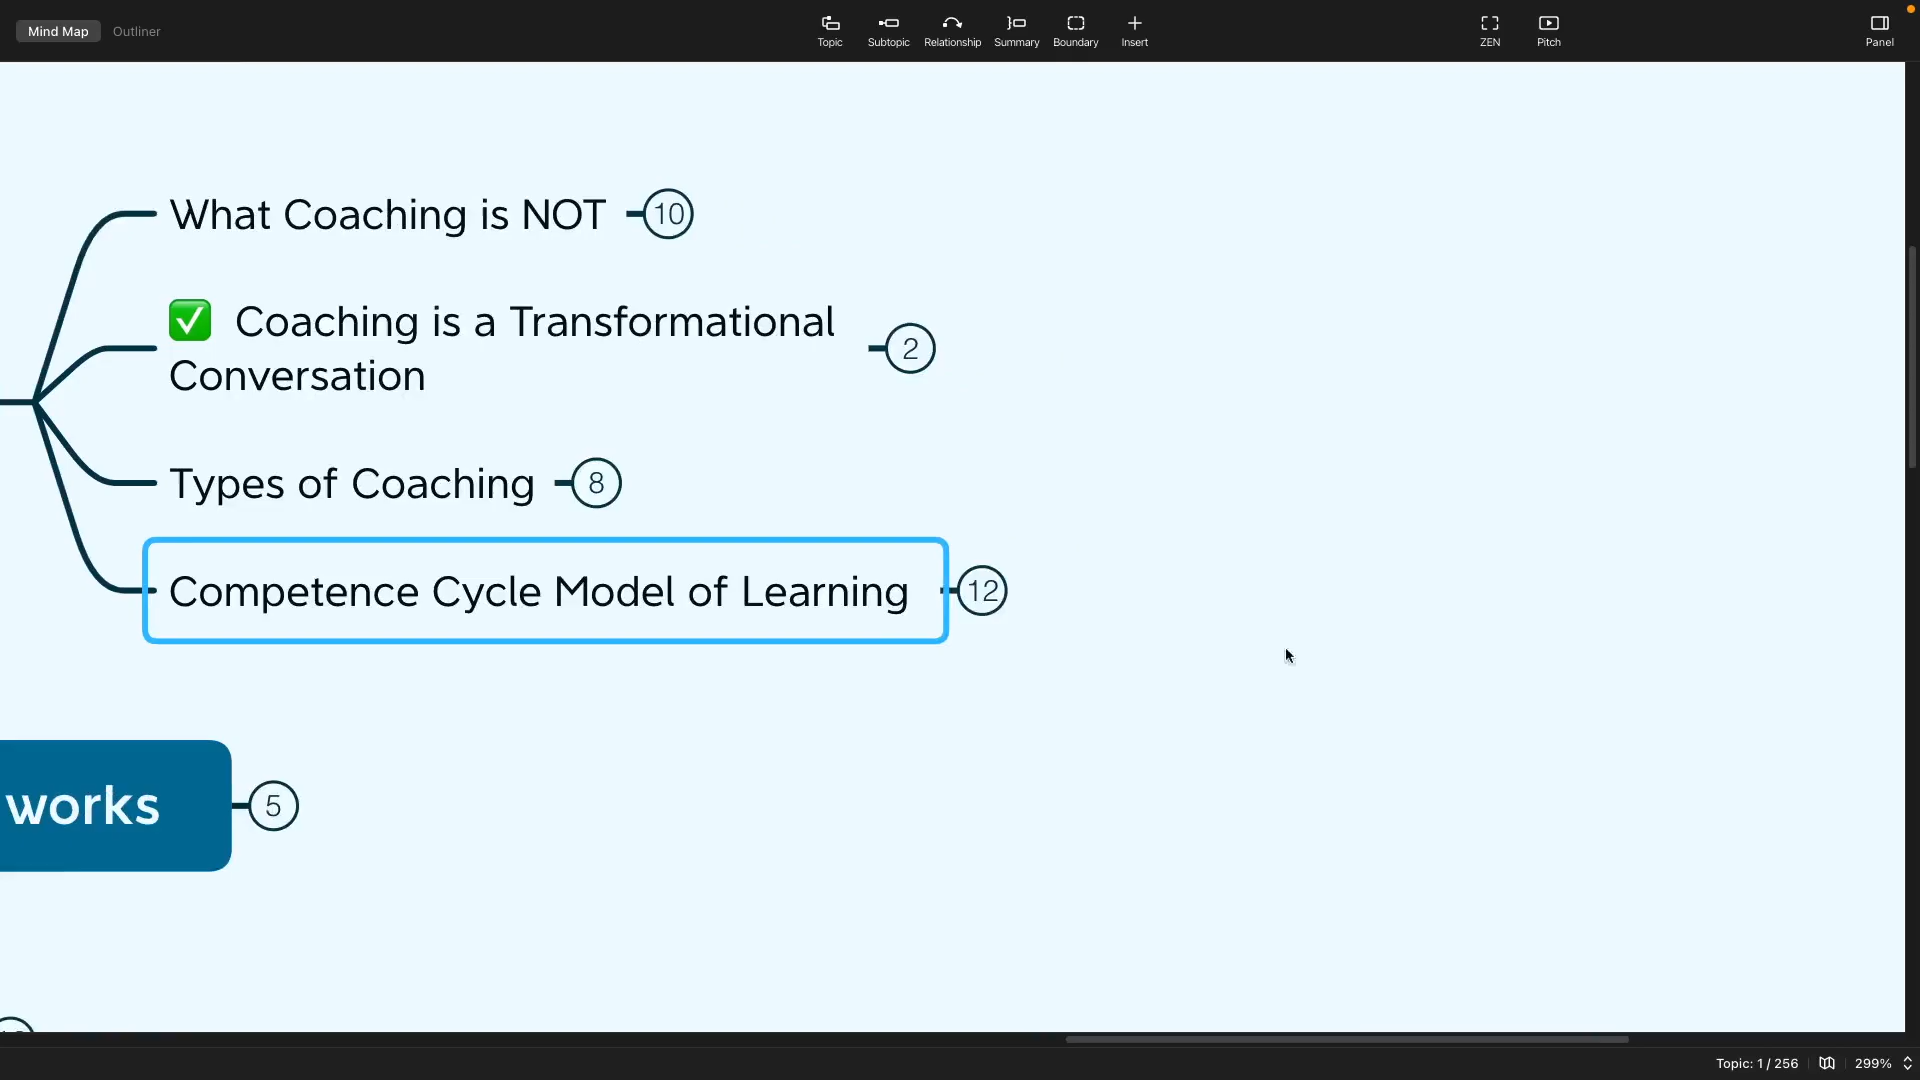 Mind Map Outliner
Topic Subtopic Relationship Summary Boundary Insert ZEN Pitch Panel
What Coaching is NOT 10
✅ Coaching is a Transformational
Conversation 2
Types of Coaching 8
Competence Cycle Model of Learning 12
works 5
Topic: 1 / 256 299%